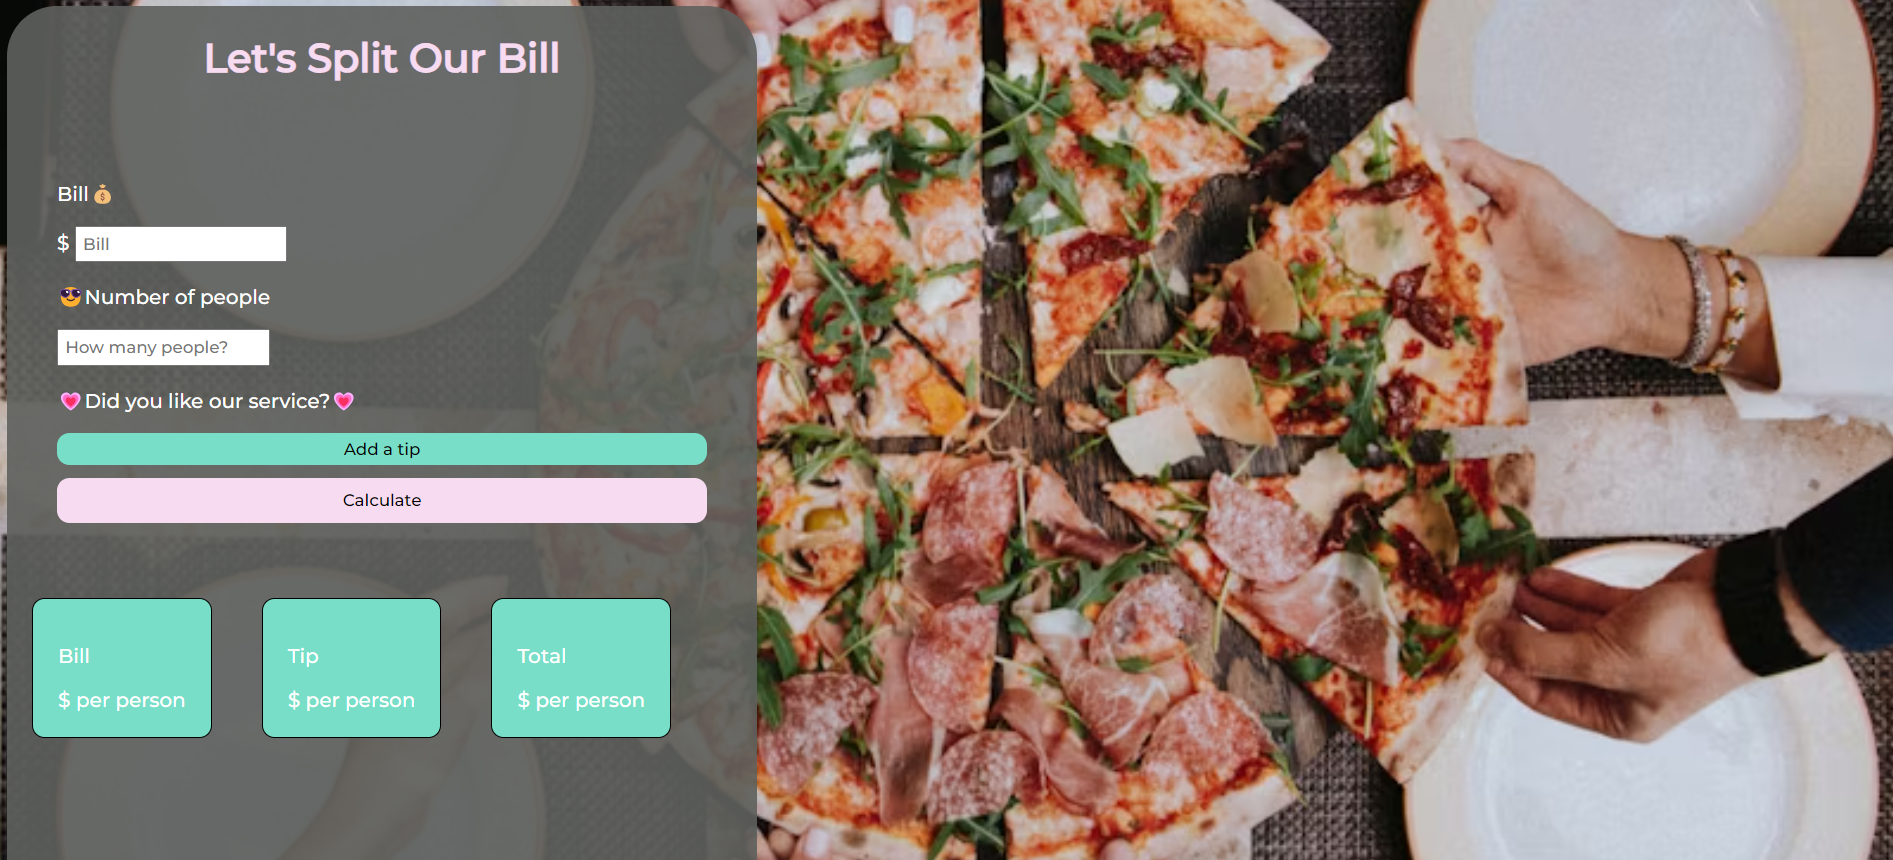 Let's Split Our Bill
Bill💰
$ Bill
😎Number of people
How many people?
💗Did you like our service?💗
Add a tip
Calculate
Bill
$ per person
Tip
$ per person
Total
$ per person